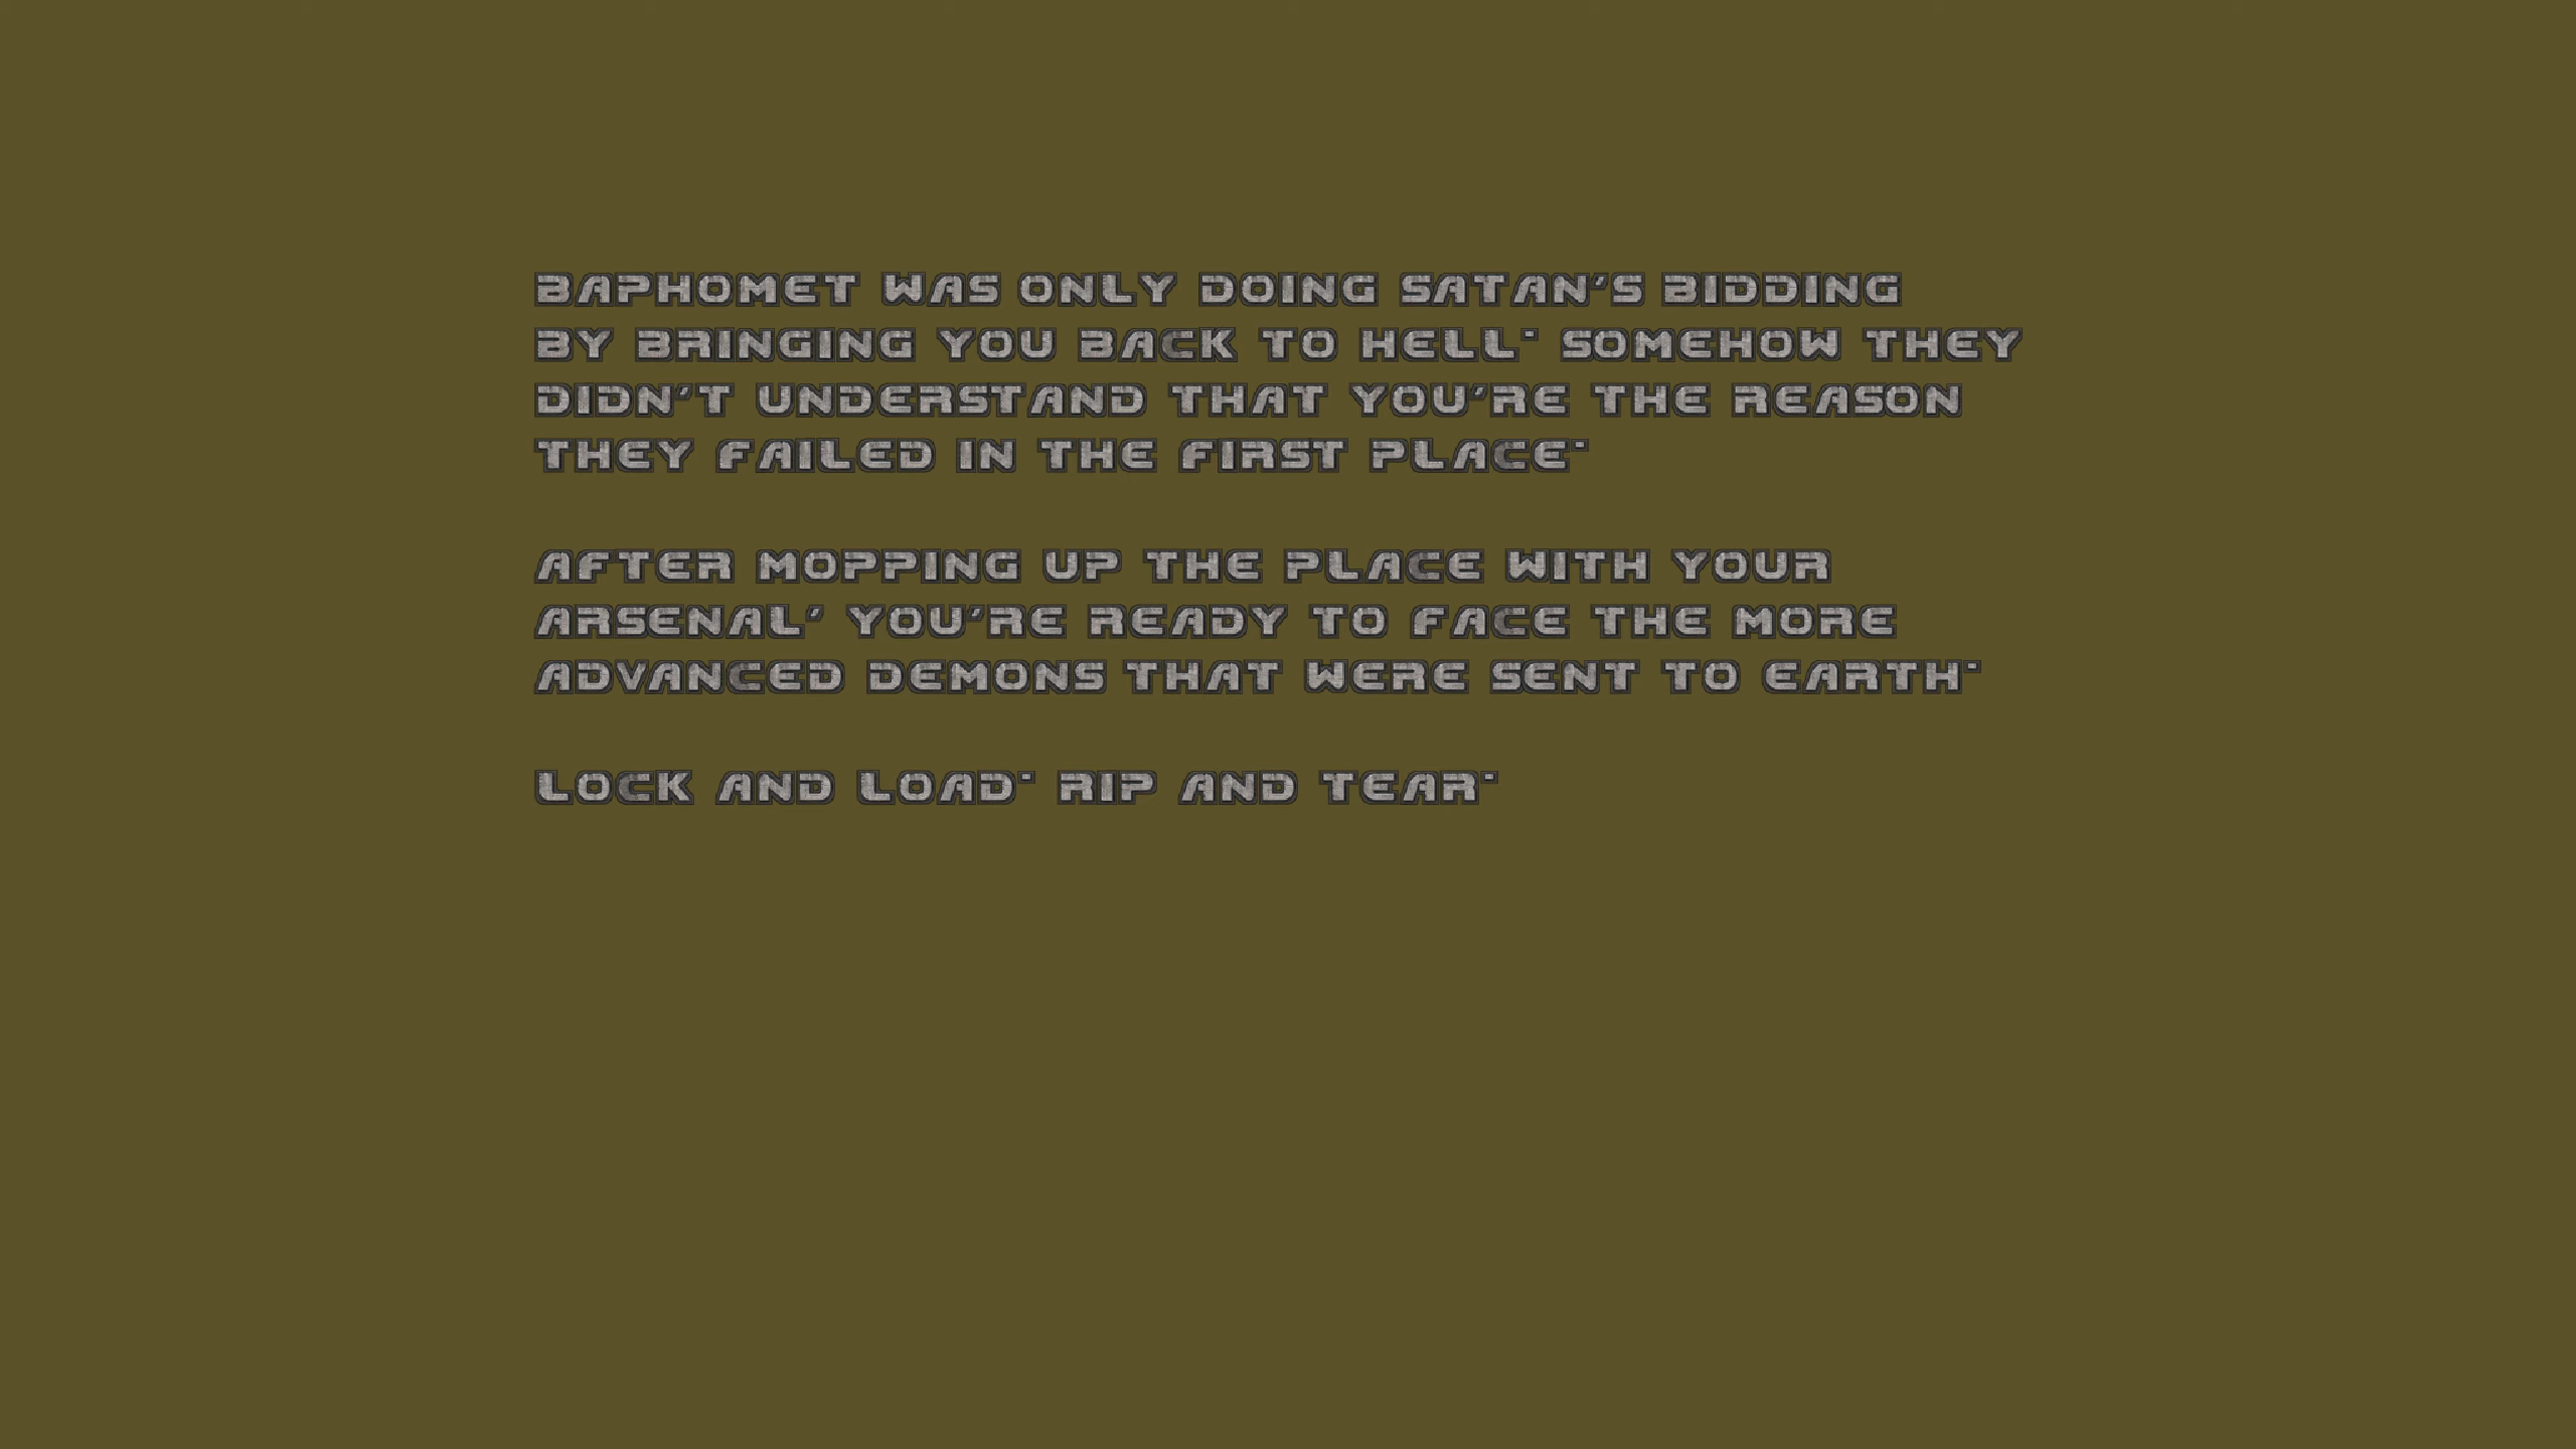 BAPHOMET WAS ONLY DOING SATAN'S BIDDING
BY BRINGING YOU BACK TO HELL. SOMEHOW THEY
DIDN'T UNDERSTAND THAT YOU'RE THE REASON
THEY FAILED IN THE FIRST PLACE.
AFTER MOPPING UP THE PLACE WITH YOUR
ARSENAL, YOU'RE READY TO FACE THE MORE
ADVANCED DEMONS THAT WERE SENT TO EARTH.
LOCK AND LOAD. RIP AND TEAR.